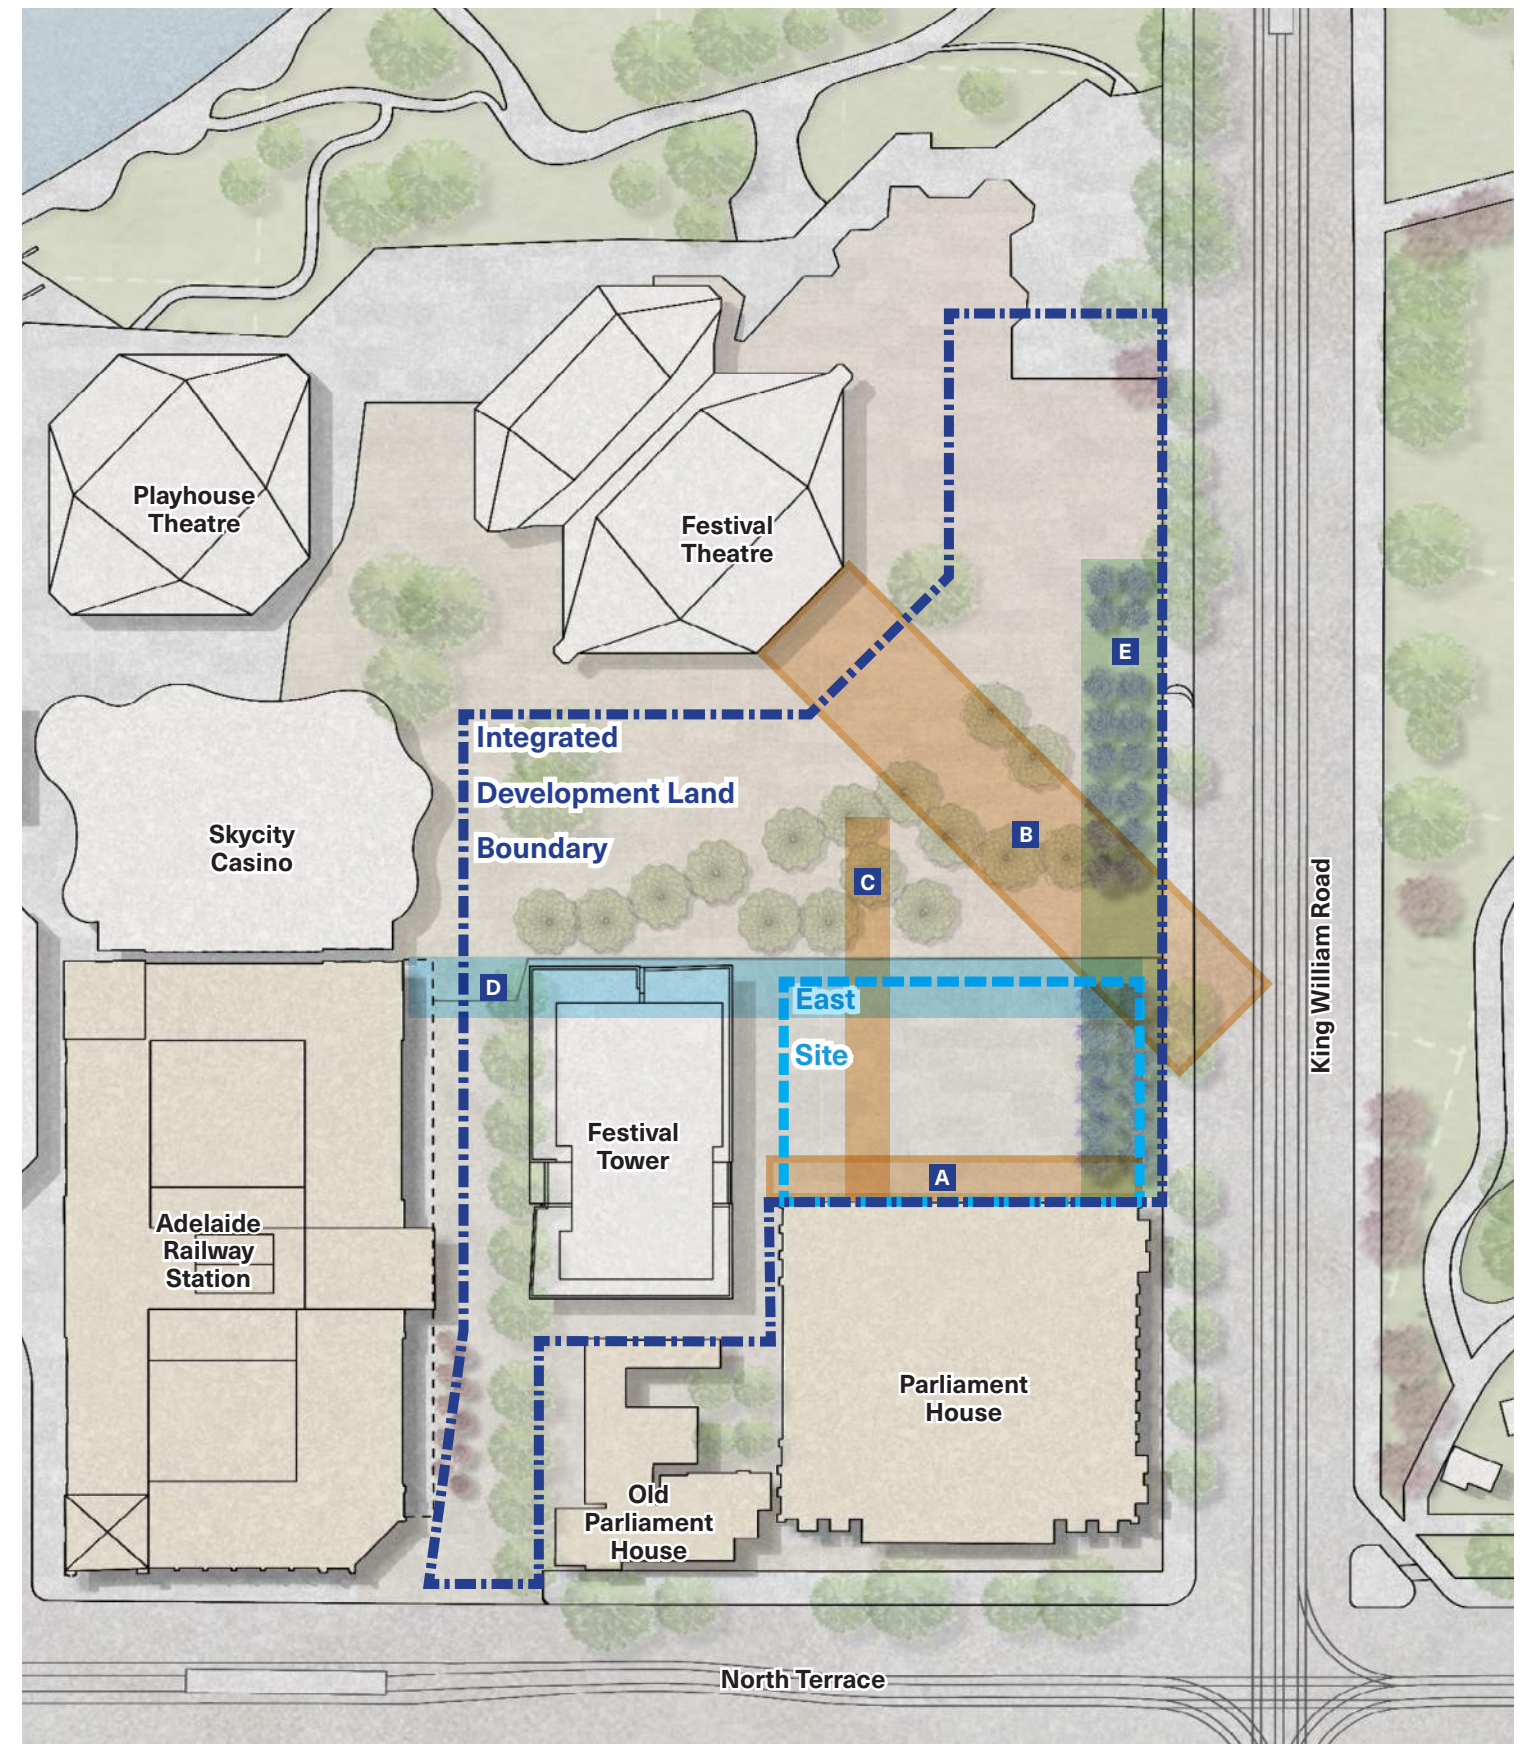 Playhouse
Theatre
Festival
Theatre
E
Integrated
Development Land
Boundary
Skycity
Casino
B
C
King William Road
D
East
Site
Festival
Tower
A
Adelaide
Railway
Station
Parliament
House
Old
Parliament
House
North Terrace